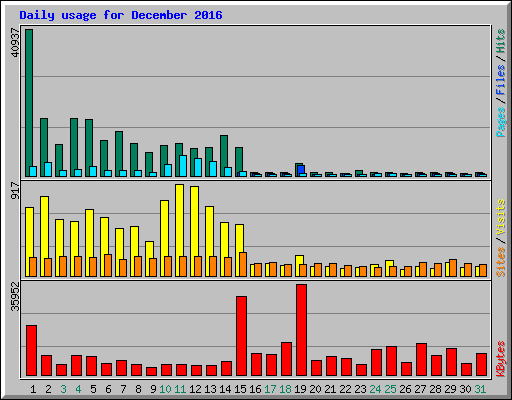 Daily usage for December 2016
40937
Pages / Files / Hits
917
Sites / Visits
35952
KBytes
1 2 3 4 5 6 7 8 9 10 11 12 13 14 15 16 17 18 19 20 21 22 23 24 25 26 27 28 29 30 31